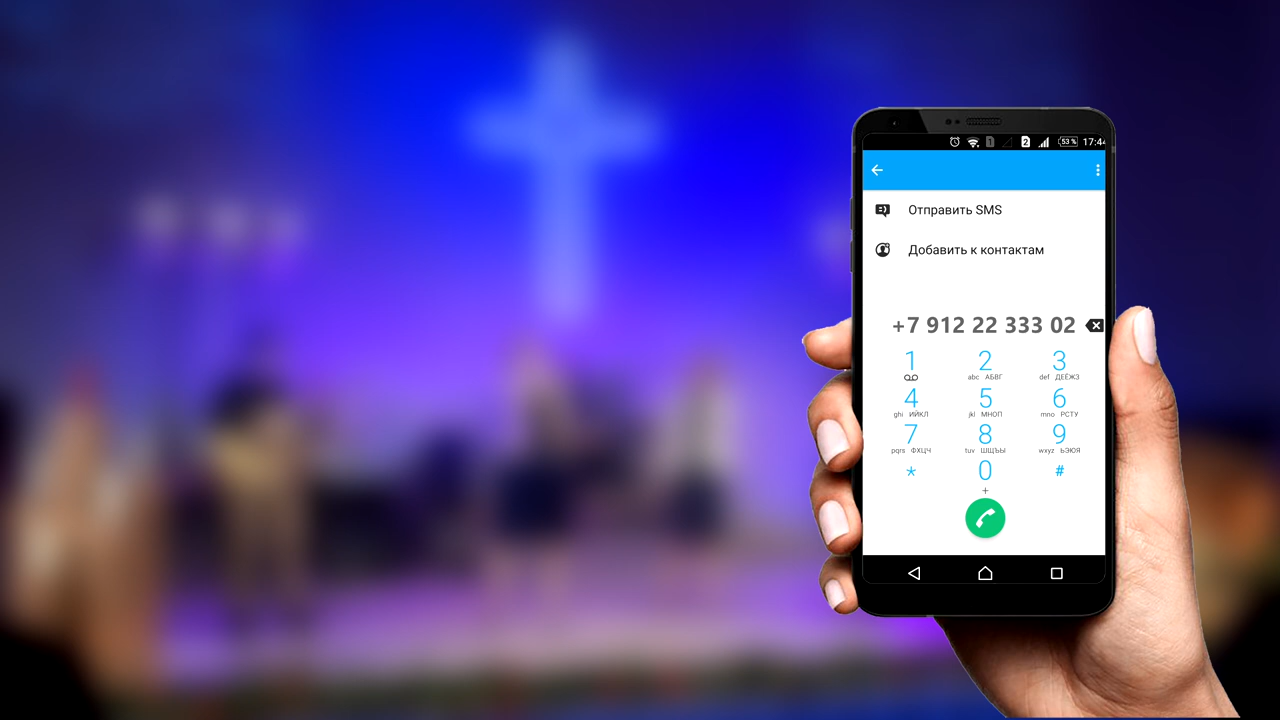 1 2 53 % 17:44
Отправить SMS
Добавить к контактам
+7 912 22 333 02
1 2 3
abc АБВГ def ДЕЁЖЗ
4 5 6
ghi ИЙКЛ jkl МНОП mno РСТУ
7 8 9
pqrs ФХЦЧ tuv ШЩЪЫ wxyz ЬЭЮЯ
* 0 #
+